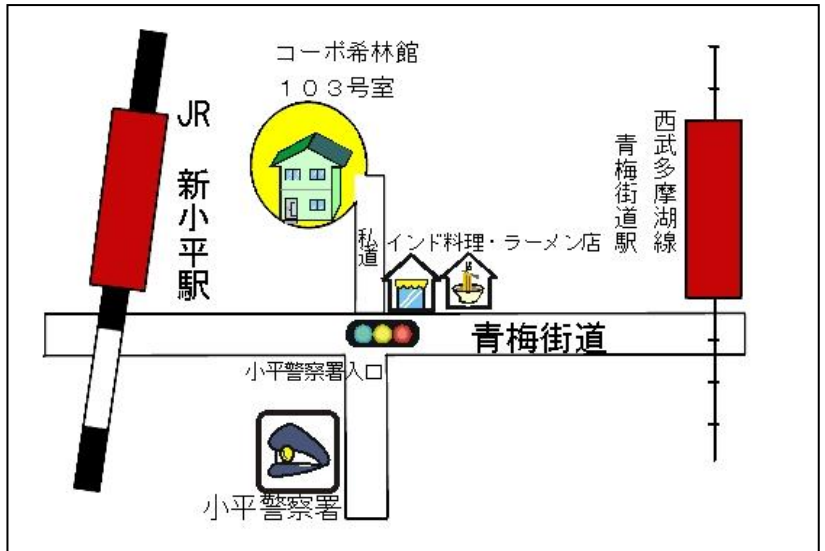 コーポ希林館
１０３号室
JR 新小平駅
西武多摩湖線
青梅街道駅
私道
インド料理・ラーメン店
青梅街道
小平警察署入口
小平警察署